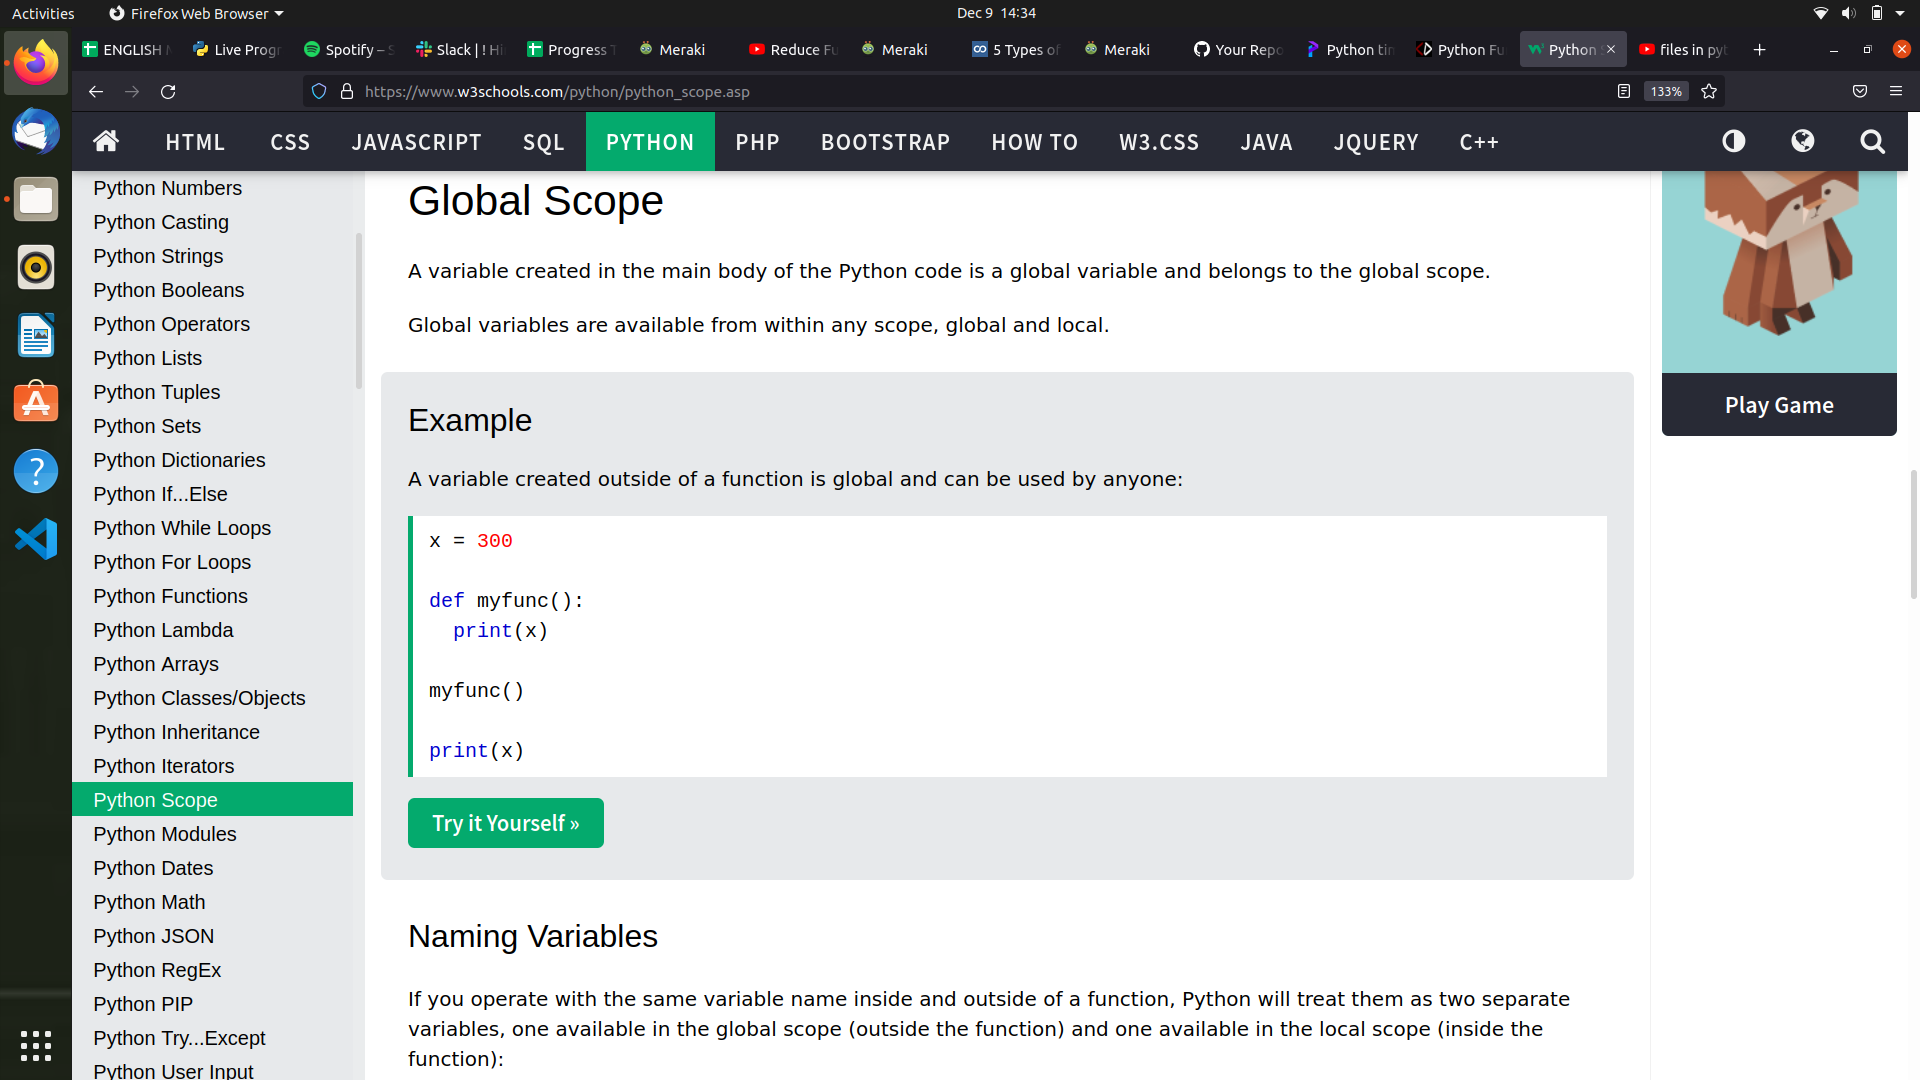 Activities
Firefox Web Browser
Dec 9 14:34
ENGLISH
Live Progr
Spotify – S
Slack | ! Hi
Progress T
Meraki
Reduce Fu
Meraki
5 Types of
Meraki
Your Repo
Python tim
Python Fu
Python S
files in pyt
https://www.w3schools.com/python/python_scope.asp
133%
HTML
CSS
JAVASCRIPT
SQL
PYTHON
PHP
BOOTSTRAP
HOW TO
W3.CSS
JAVA
JQUERY
C++
Python Numbers
Python Casting
Python Strings
Python Booleans
Python Operators
Python Lists
Python Tuples
Python Sets
Python Dictionaries
Python If...Else
Python While Loops
Python For Loops
Python Functions
Python Lambda
Python Arrays
Python Classes/Objects
Python Inheritance
Python Iterators
Python Scope
Python Modules
Python Dates
Python Math
Python JSON
Python RegEx
Python PIP
Python Try...Except
Python User Input
Global Scope
A variable created in the main body of the Python code is a global variable and belongs to the global scope.
Global variables are available from within any scope, global and local.
Example
A variable created outside of a function is global and can be used by anyone:
x = 300
def myfunc():
  print(x)
myfunc()
print(x)
Try it Yourself »
Naming Variables
If you operate with the same variable name inside and outside of a function, Python will treat them as two separate
variables, one available in the global scope (outside the function) and one available in the local scope (inside the
function):
Play Game